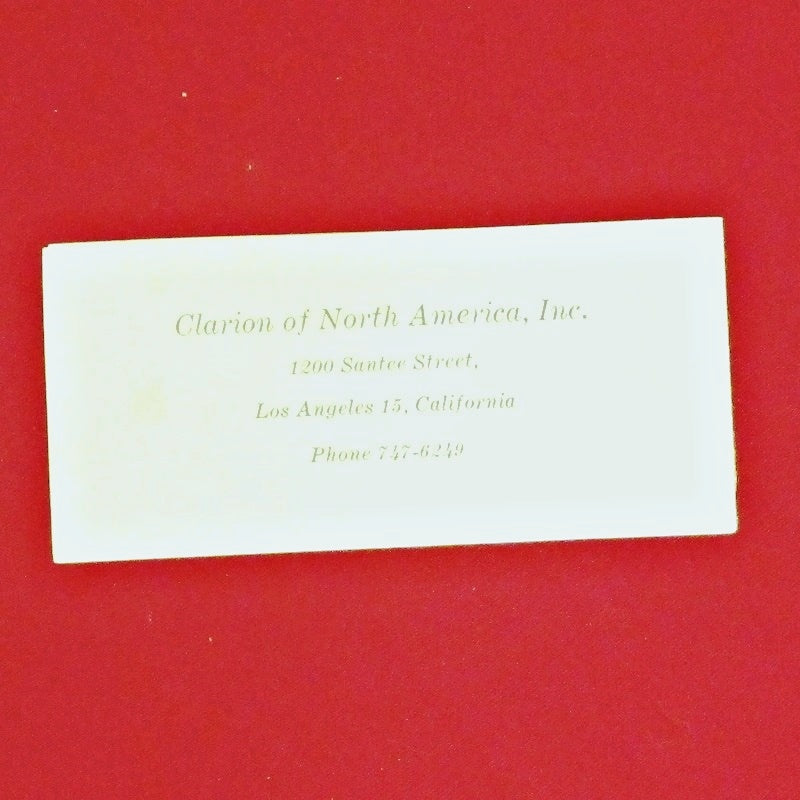 Clarion of North America, Inc.
1200 Santee Street,
Los Angeles 15, California
Phone 747-6249